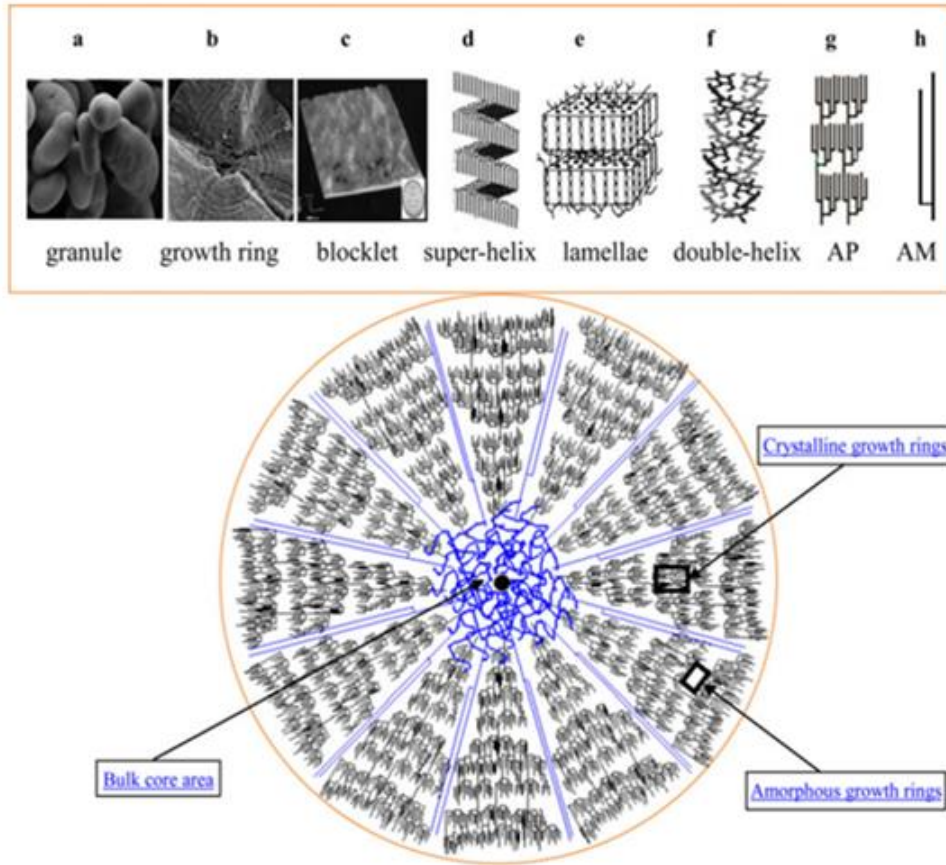 a b c d e f g h
granule growth ring blocklet super-helix lamellae double-helix AP AM
Crystalline growth rings
Bulk core area
Amorphous growth rings